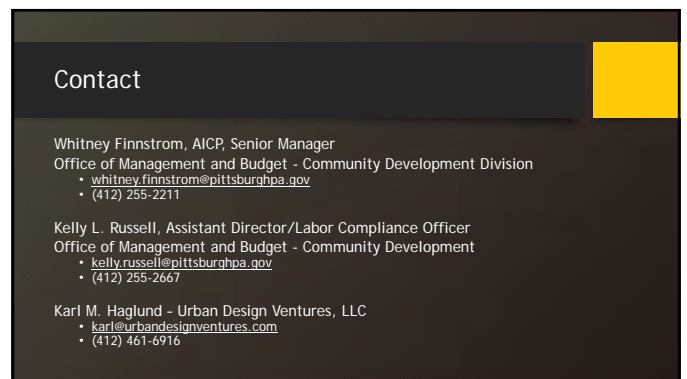 Contact
Whitney Finnstrom, AICP, Senior Manager
Office of Management and Budget - Community Development Division
• whitney.finnstrom@pittsburghpa.gov
• (412) 255-2211
Kelly L. Russell, Assistant Director/Labor Compliance Officer
Office of Management and Budget - Community Development
• kelly.russell@pittsburghpa.gov
• (412) 255-2667
Karl M. Haglund – Urban Design Ventures, LLC
• karl@urbandesignventures.com
• (412) 461-6916